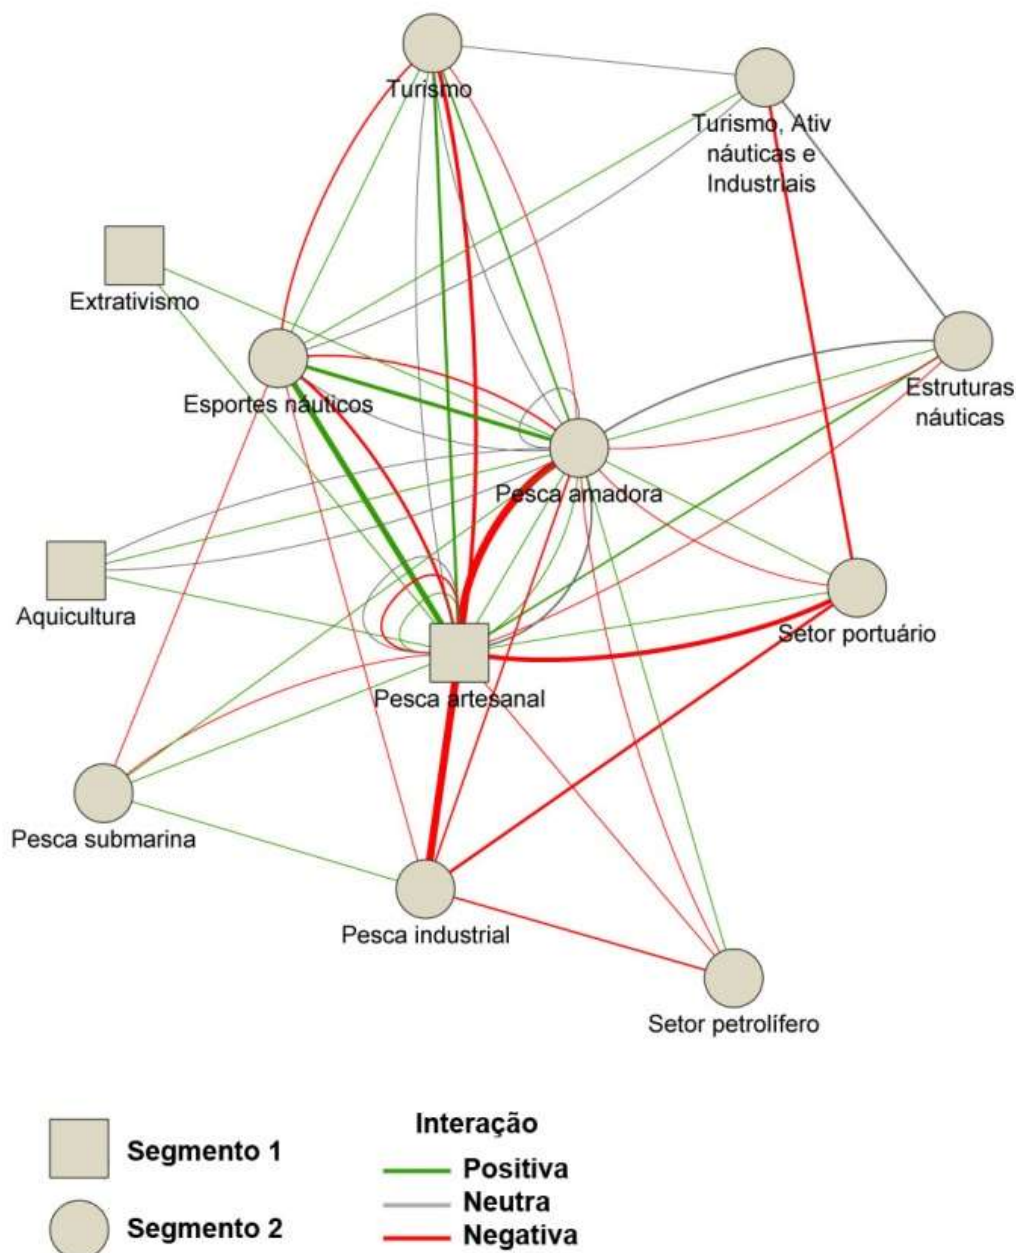 Turismo
Turismo, Ativ
náuticas e
Industriais
Extrativismo
Esportes náuticos
Estruturas
náuticas
Pesca amadora
Aquicultura
Setor portuário
Pesca artesanal
Pesca submarina
Pesca industrial
Setor petrolífero
Interação
Segmento 1
Positiva
Neutra
Segmento 2
Negativa